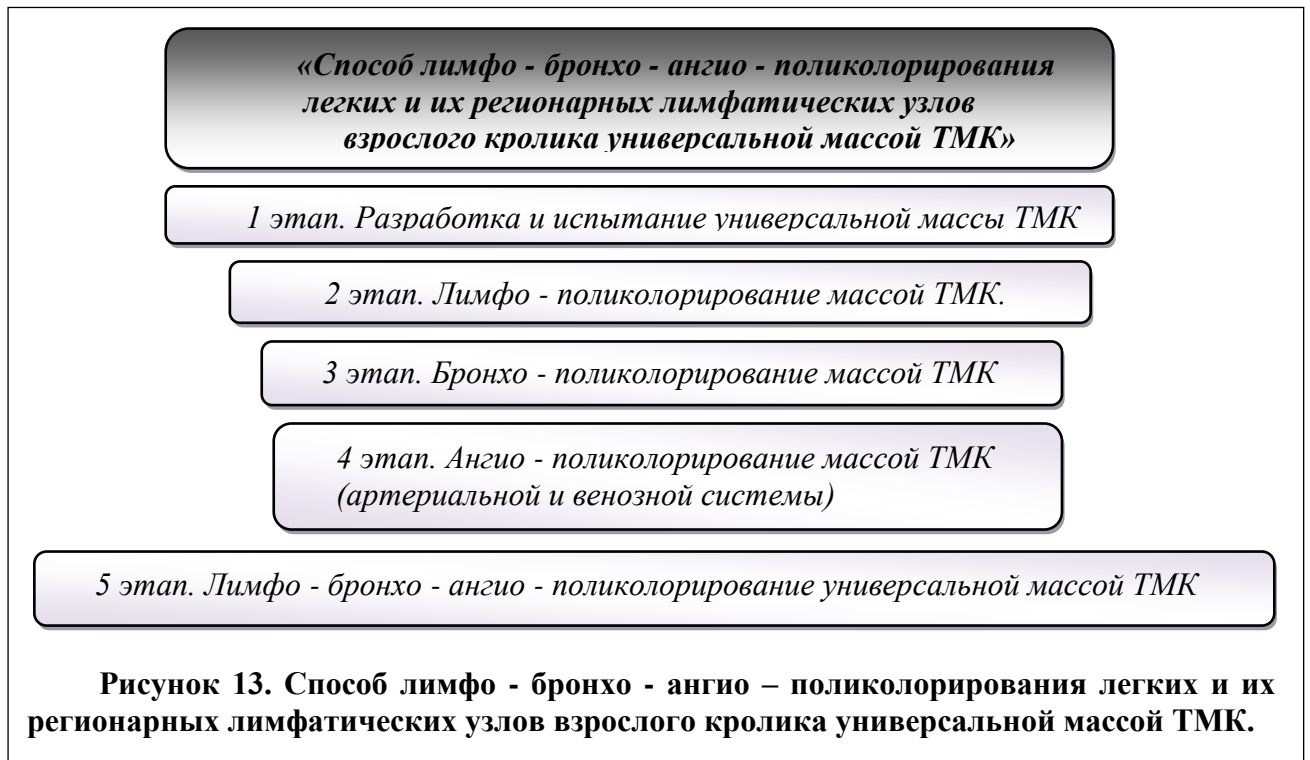 «Способ лимфо - бронхо - ангио - поликолорирования
легких и их регионарных лимфатических узлов
взрослого кролика универсальной массой ТМК»
1 этап. Разработка и испытание универсальной массы ТМК
2 этап. Лимфо - поликолорирование массой ТМК.
3 этап. Бронхо - поликолорирование массой ТМК
4 этап. Ангио - поликолорирование массой ТМК
(артериальной и венозной системы)
5 этап. Лимфо - бронхо - ангио - поликолорирование универсальной массой ТМК
Рисунок 13. Способ лимфо - бронхо - ангио – поликолорирования легких и их
регионарных лимфатических узлов взрослого кролика универсальной массой ТМК.